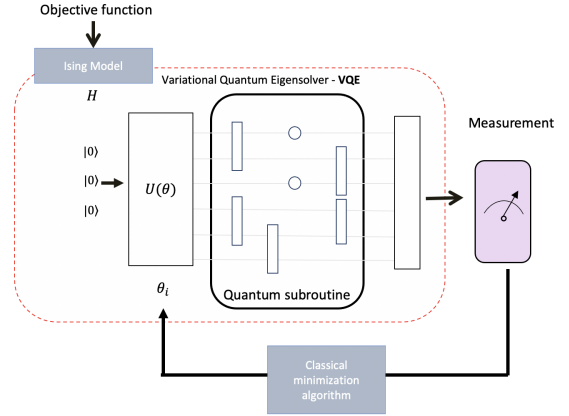 Objective function
Ising Model
Variational Quantum Eigensolver - VQE
H
Measurement
|0⟩
|0⟩
|0⟩
U(θ)
θᵢ
Quantum subroutine
Classical
minimization
algorithm